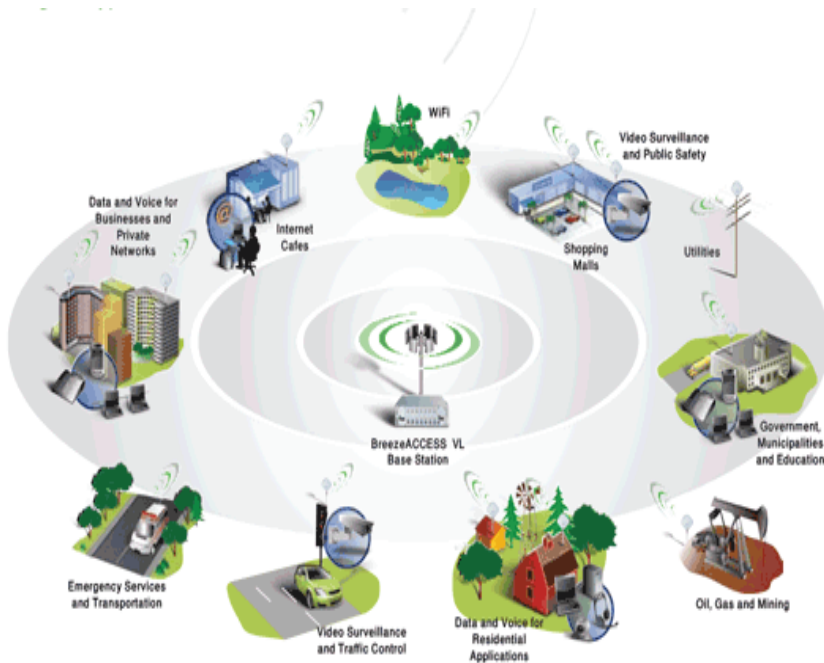 WiFi
Video Surveillance
and Public Safety
Data and Voice for
Businesses and
Private
Networks
Internet
Cafes
Shopping
Malls
Utilities
BreezeACCESS VL
Base Station
Government,
Municipalities
and Education
Emergency Services
and Transportation
Video Surveillance
and Traffic Control
Data and Voice for
Residential
Applications
Oil, Gas and Mining